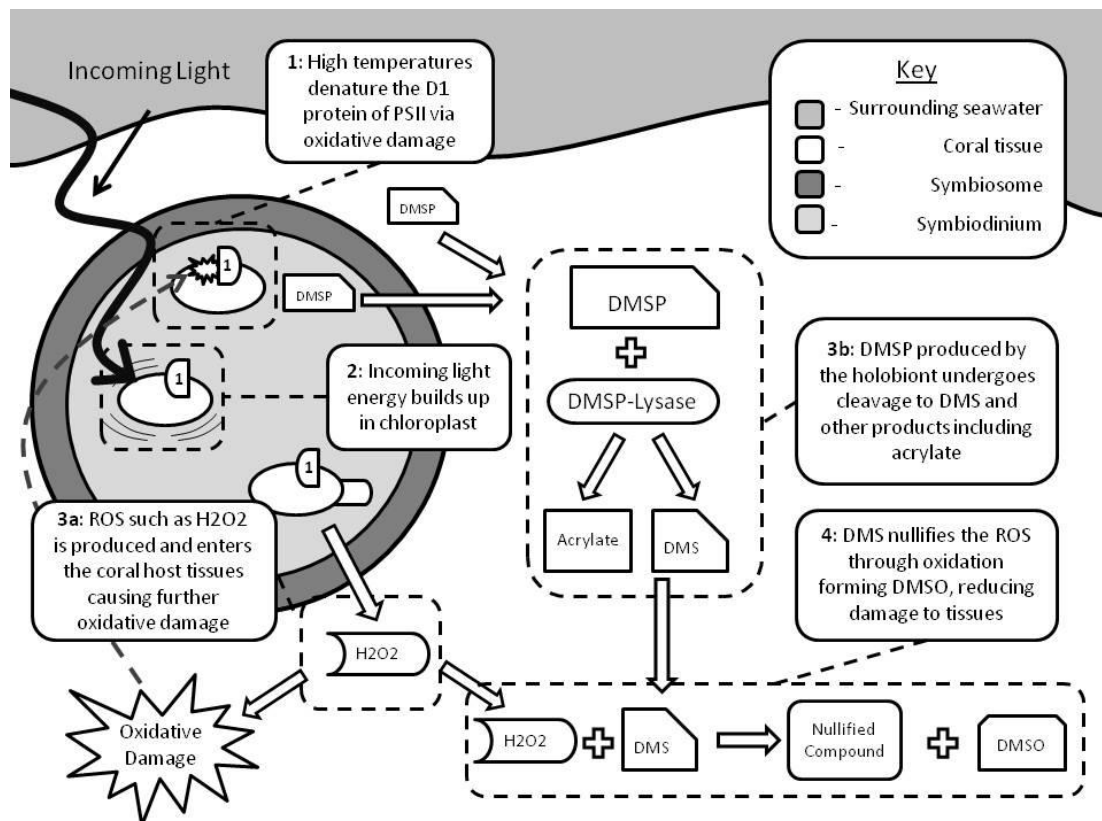 Incoming Light
1: High temperatures
denature the D1
protein of PSII via
oxidative damage
Key
- Surrounding seawater
- Coral tissue
- Symbiosome
- Symbiodinium
DMSP
1
DMSP
1
2: Incoming light
energy builds up
in chloroplast
1
DMSP
DMSP-Lysase
Acrylate
DMS
3b: DMSP produced by
the holobiont undergoes
cleavage to DMS and
other products including
acrylate
3a: ROS such as H2O2
is produced and enters
the coral host tissues
causing further
oxidative damage
4: DMS nullifies the ROS
through oxidation
forming DMSO, reducing
damage to tissues
H2O2
Oxidative
Damage
H2O2
DMS
Nullified
Compound
DMSO